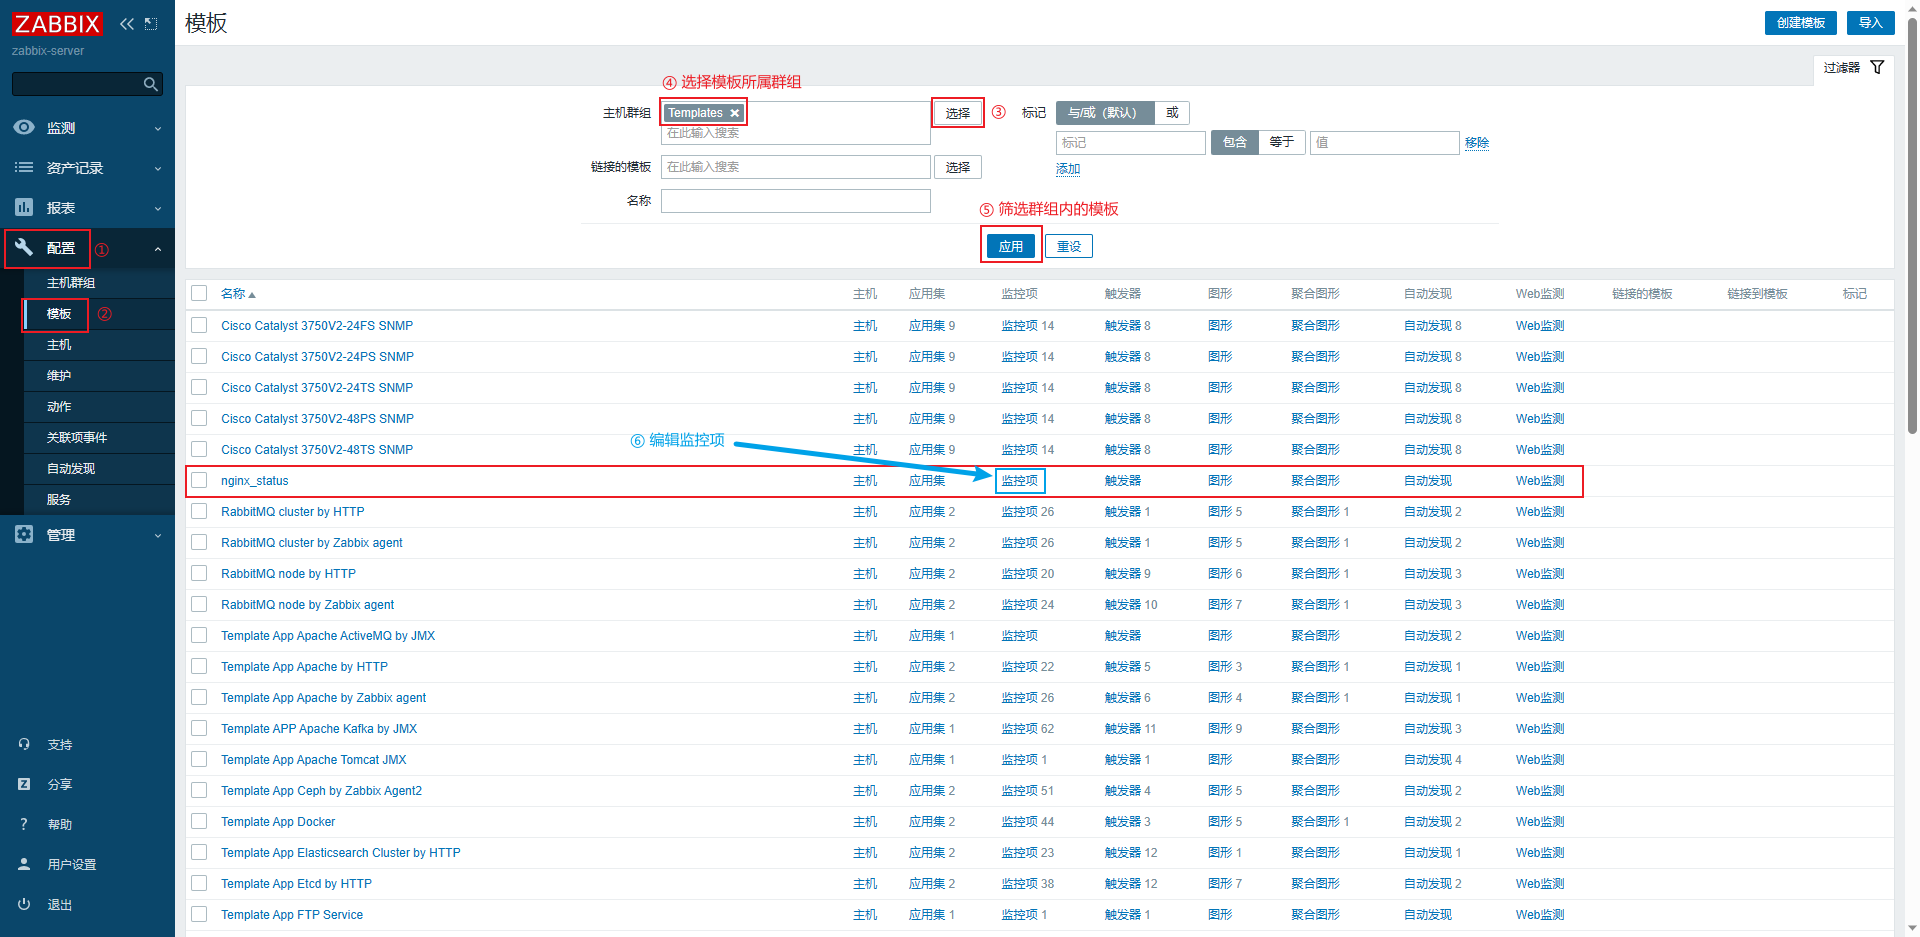 ZABBIX
zabbix-server
监测
资产记录
报表
配置 ①
主机群组
模板 ②
主机
维护
动作
关联项事件
自动发现
服务
管理
支持
Z 分享
? 帮助
用户设置
退出
模板 创建模板 导入
过滤器
④ 选择模板所属群组
主机群组 Templates 选择 ③ 标记 与/或（默认） 或
在此输入搜索 标记 包含 等于 值 移除
链接的模板 在此输入搜索 选择 添加
名称
⑤ 筛选群组内的模板
应用 重设
名称 主机 应用集 监控项 触发器 图形 聚合图形 自动发现 Web监测 链接的模板 链接到模板 标记
Cisco Catalyst 3750V2-24FS SNMP 主机 应用集 9 监控项 14 触发器 8 图形 聚合图形 自动发现 8 Web监测
Cisco Catalyst 3750V2-24PS SNMP 主机 应用集 9 监控项 14 触发器 8 图形 聚合图形 自动发现 8 Web监测
Cisco Catalyst 3750V2-24TS SNMP 主机 应用集 9 监控项 14 触发器 8 图形 聚合图形 自动发现 8 Web监测
Cisco Catalyst 3750V2-48PS SNMP 主机 应用集 9 监控项 14 触发器 8 图形 聚合图形 自动发现 8 Web监测
⑥ 编辑监控项
Cisco Catalyst 3750V2-48TS SNMP 主机 应用集 9 监控项 14 触发器 8 图形 聚合图形 自动发现 8 Web监测
nginx_status 主机 应用集 监控项 触发器 图形 聚合图形 自动发现 Web监测
RabbitMQ cluster by HTTP 主机 应用集 2 监控项 26 触发器 1 图形 5 聚合图形 1 自动发现 2 Web监测
RabbitMQ cluster by Zabbix agent 主机 应用集 2 监控项 26 触发器 1 图形 5 聚合图形 1 自动发现 2 Web监测
RabbitMQ node by HTTP 主机 应用集 2 监控项 20 触发器 9 图形 6 聚合图形 1 自动发现 3 Web监测
RabbitMQ node by Zabbix agent 主机 应用集 2 监控项 24 触发器 10 图形 7 聚合图形 1 自动发现 3 Web监测
Template App Apache ActiveMQ by JMX 主机 应用集 1 监控项 触发器 图形 聚合图形 自动发现 2 Web监测
Template App Apache by HTTP 主机 应用集 2 监控项 22 触发器 5 图形 3 聚合图形 1 自动发现 1 Web监测
Template App Apache by Zabbix agent 主机 应用集 2 监控项 26 触发器 6 图形 4 聚合图形 1 自动发现 1 Web监测
Template APP Apache Kafka by JMX 主机 应用集 1 监控项 62 触发器 11 图形 9 聚合图形 自动发现 3 Web监测
Template App Apache Tomcat JMX 主机 应用集 1 监控项 1 触发器 1 图形 聚合图形 自动发现 4 Web监测
Template App Ceph by Zabbix Agent2 主机 应用集 2 监控项 51 触发器 4 图形 5 聚合图形 1 自动发现 2 Web监测
Template App Docker 主机 应用集 2 监控项 44 触发器 3 图形 5 聚合图形 1 自动发现 2 Web监测
Template App Elasticsearch Cluster by HTTP 主机 应用集 2 监控项 23 触发器 12 图形 1 聚合图形 自动发现 1 Web监测
Template App Etcd by HTTP 主机 应用集 2 监控项 38 触发器 12 图形 7 聚合图形 自动发现 2 Web监测
Template App FTP Service 主机 应用集 1 监控项 1 触发器 1 图形 聚合图形 自动发现 Web监测